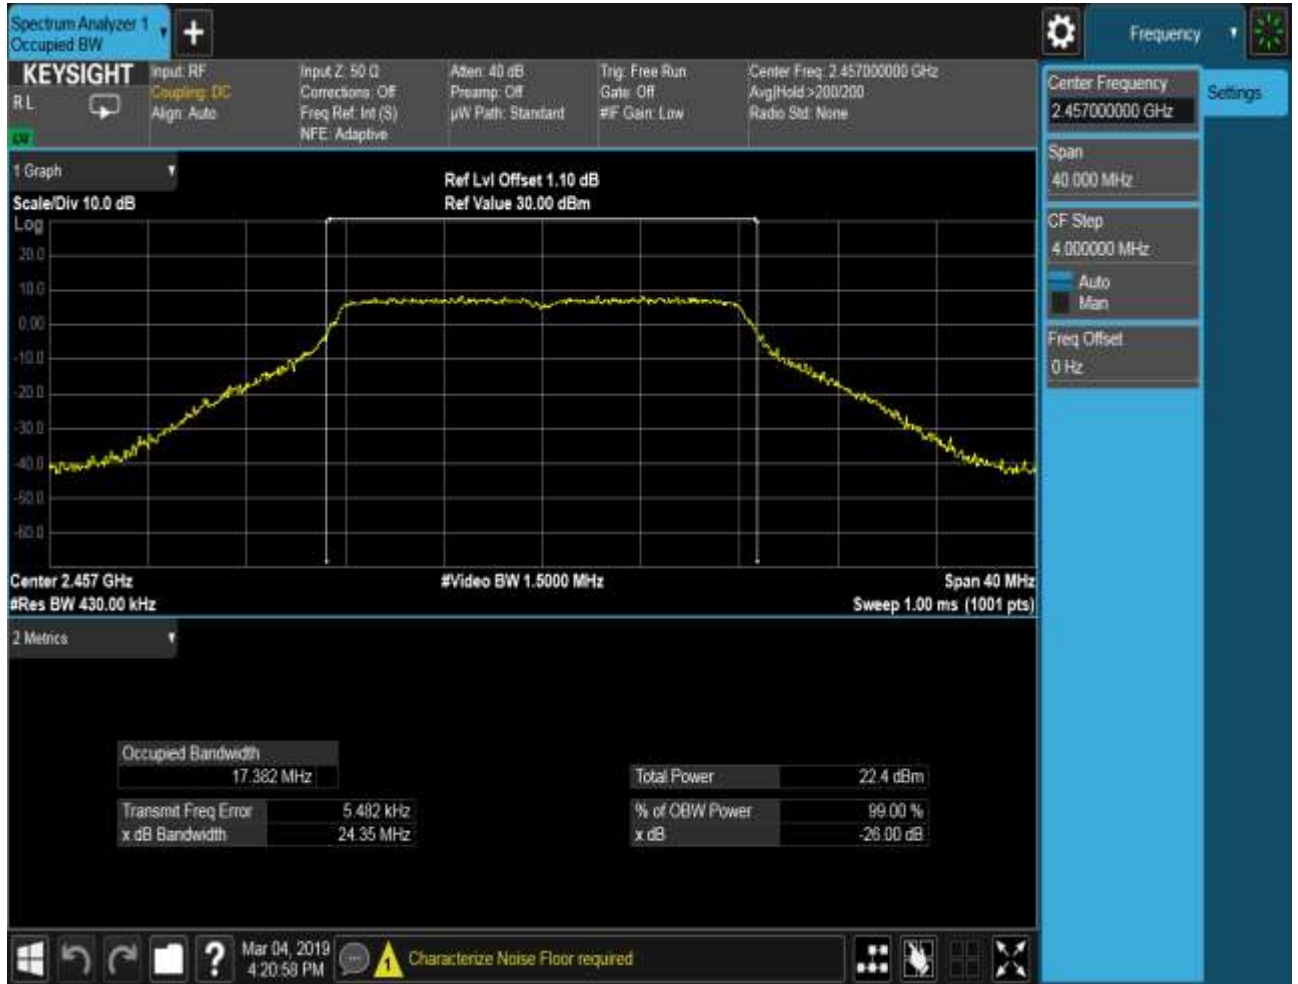 Spectrum Analyzer 1
Occupied BW
Frequency
KEYSIGHT
R L
Input: RF
Coupling: DC
Align: Auto
Input Z: 50 Ω
Corrections: Off
Freq Ref: Int (S)
NFE: Adaptive
Atten: 40 dB
Preamp: Off
µW Path: Standard
Trig: Free Run
Gate: Off
#IF Gain: Low
Center Freq: 2.457000000 GHz
Avg|Hold:>200/200
Radio Std: None
Center Frequency
2.457000000 GHz
Settings
Span
40.000 MHz
CF Step
4.000000 MHz
Auto
Man
Freq Offset
0 Hz
1 Graph
Scale/Div 10.0 dB
Ref Lvl Offset 1.10 dB
Ref Value 30.00 dBm
Log
20.0
10.0
0.00
-10.0
-20.0
-30.0
-40.0
-50.0
-60.0
Center 2.457 GHz
#Video BW 1.5000 MHz
Span 40 MHz
#Res BW 430.00 kHz
Sweep 1.00 ms (1001 pts)
2 Metrics
Occupied Bandwidth
17.382 MHz
Transmit Freq Error 5.482 kHz
x dB Bandwidth 24.35 MHz
Total Power 22.4 dBm
% of OBW Power 99.00 %
x dB -26.00 dB
?
Mar 04, 2019
4:20:58 PM
1
Characterize Noise Floor required